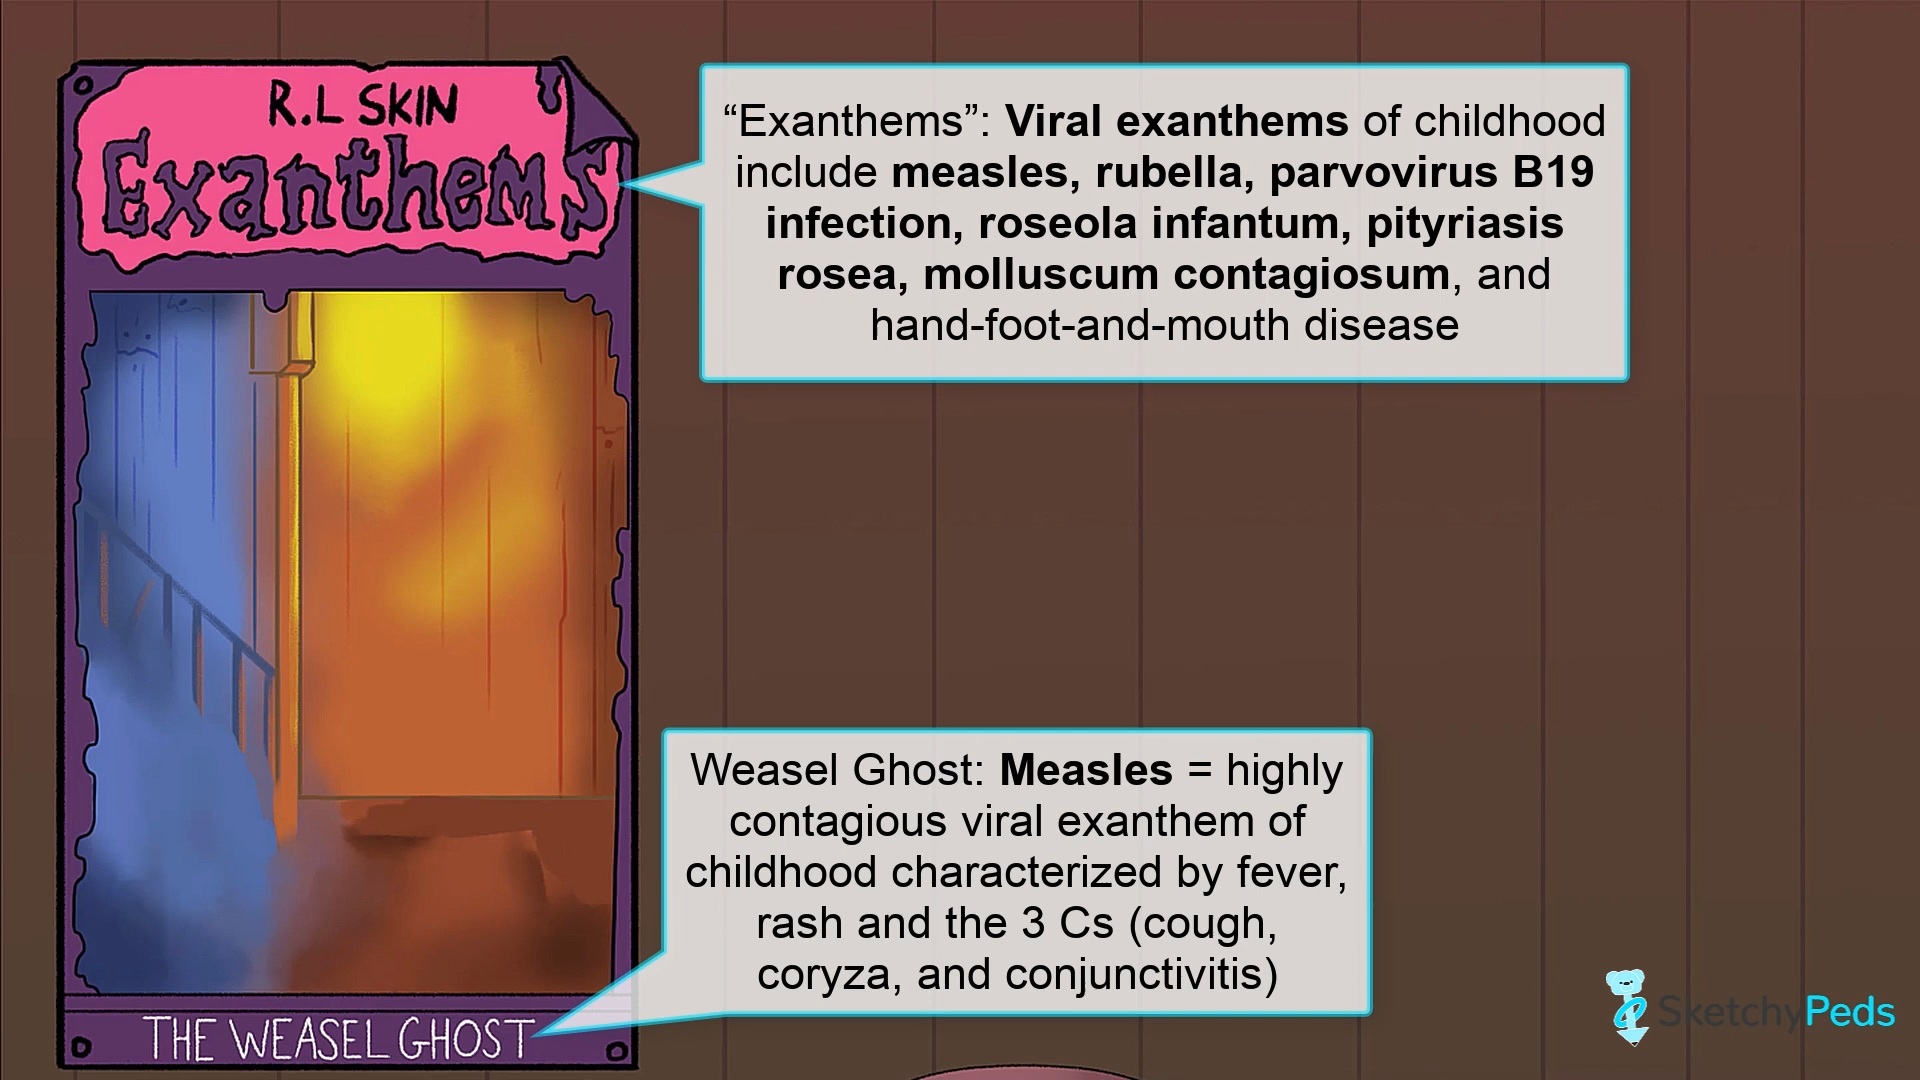 R.L SKIN
Exanthems
“Exanthems”: Viral exanthems of childhood
include measles, rubella, parvovirus B19
infection, roseola infantum, pityriasis
rosea, molluscum contagiosum, and
hand-foot-and-mouth disease
Weasel Ghost: Measles = highly
contagious viral exanthem of
childhood characterized by fever,
rash and the 3 Cs (cough,
coryza, and conjunctivitis)
THE WEASEL GHOST
SketchyPeds